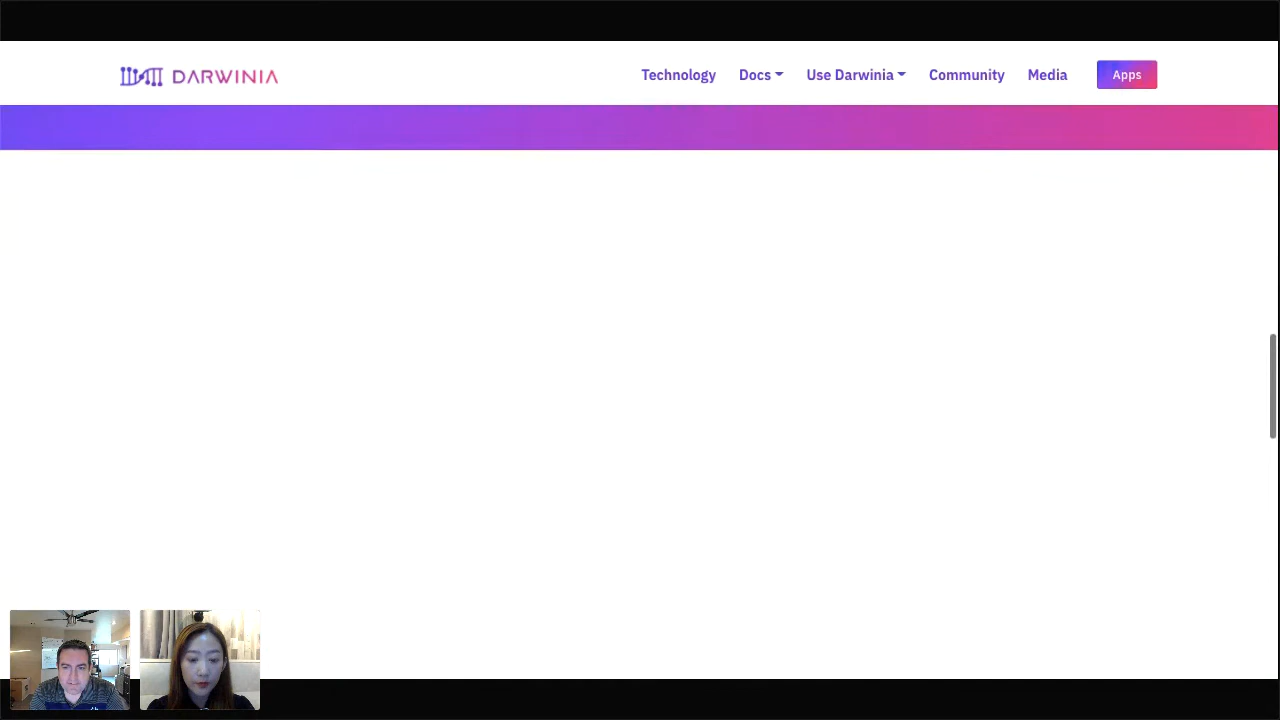 DARWINIA
Technology
Docs
Use Darwinia
Community
Media
Apps